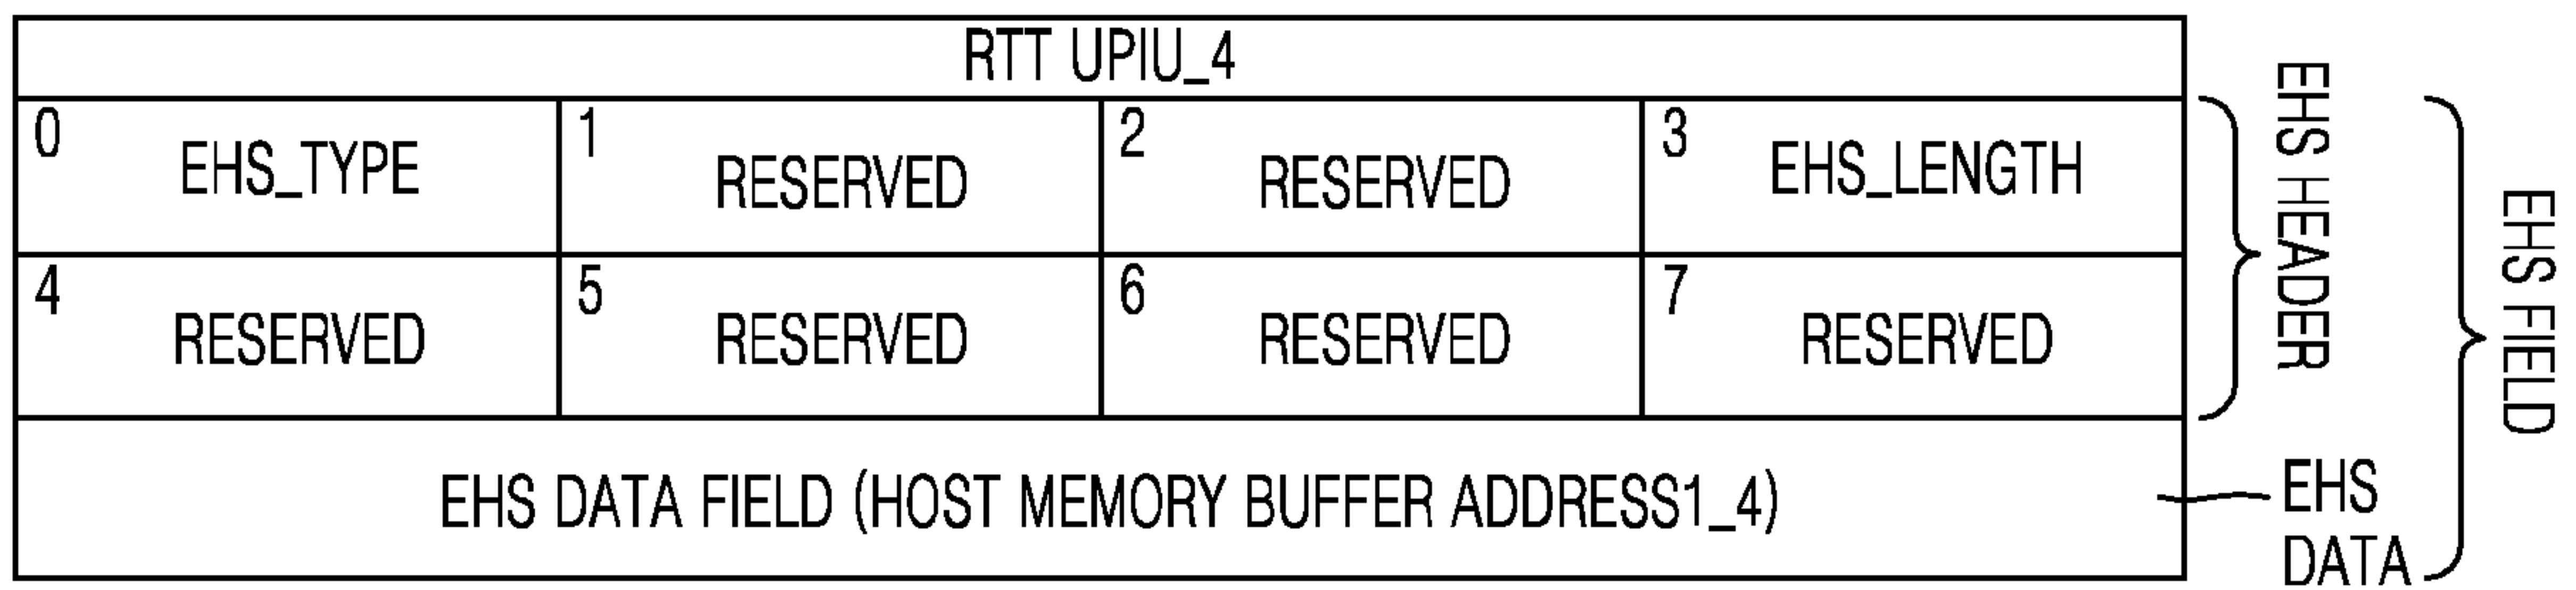 RTT UPIU_4
0 EHS_TYPE 1 RESERVED 2 RESERVED 3 EHS_LENGTH
4 RESERVED 5 RESERVED 6 RESERVED 7 RESERVED
EHS DATA FIELD (HOST MEMORY BUFFER ADDRESS1_4)
EHS HEADER
EHS
DATA
EHS FIELD